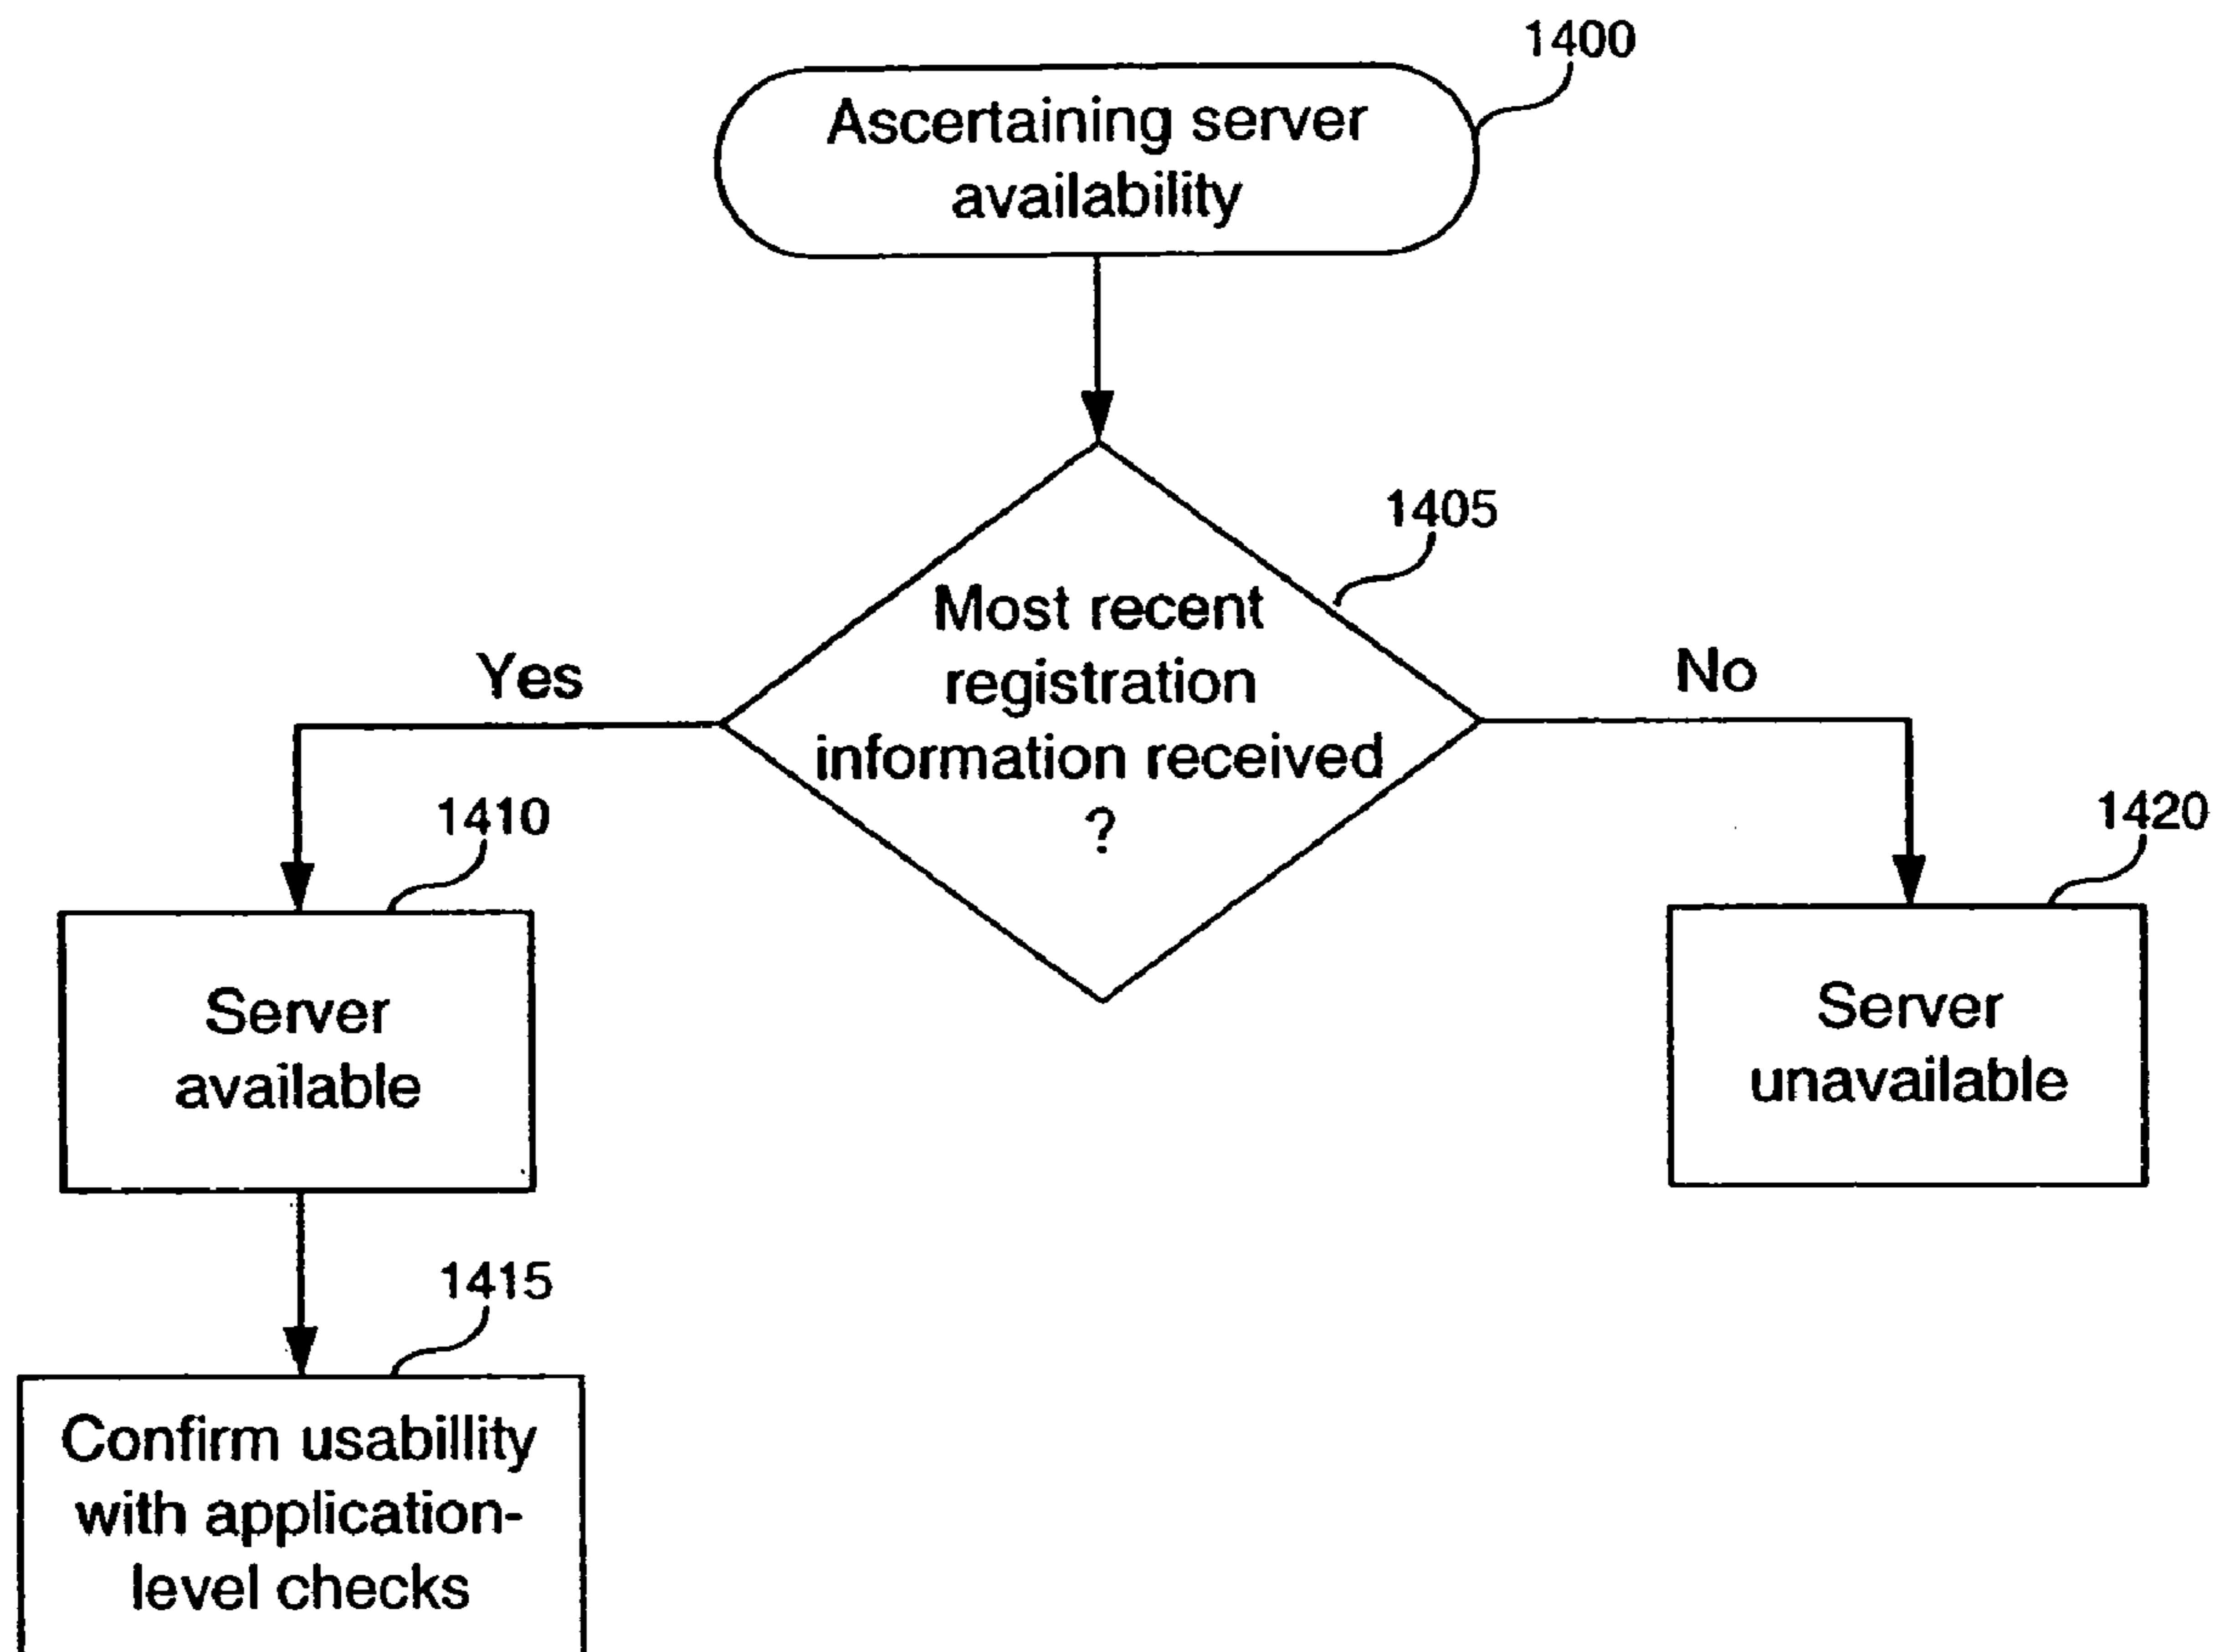 1400
Ascertaining server
availability
1405
Most recent
registration
information received
?
Yes
No
1410
Server
available
1420
Server
unavailable
1415
Confirm usabillity
with application-
level checks